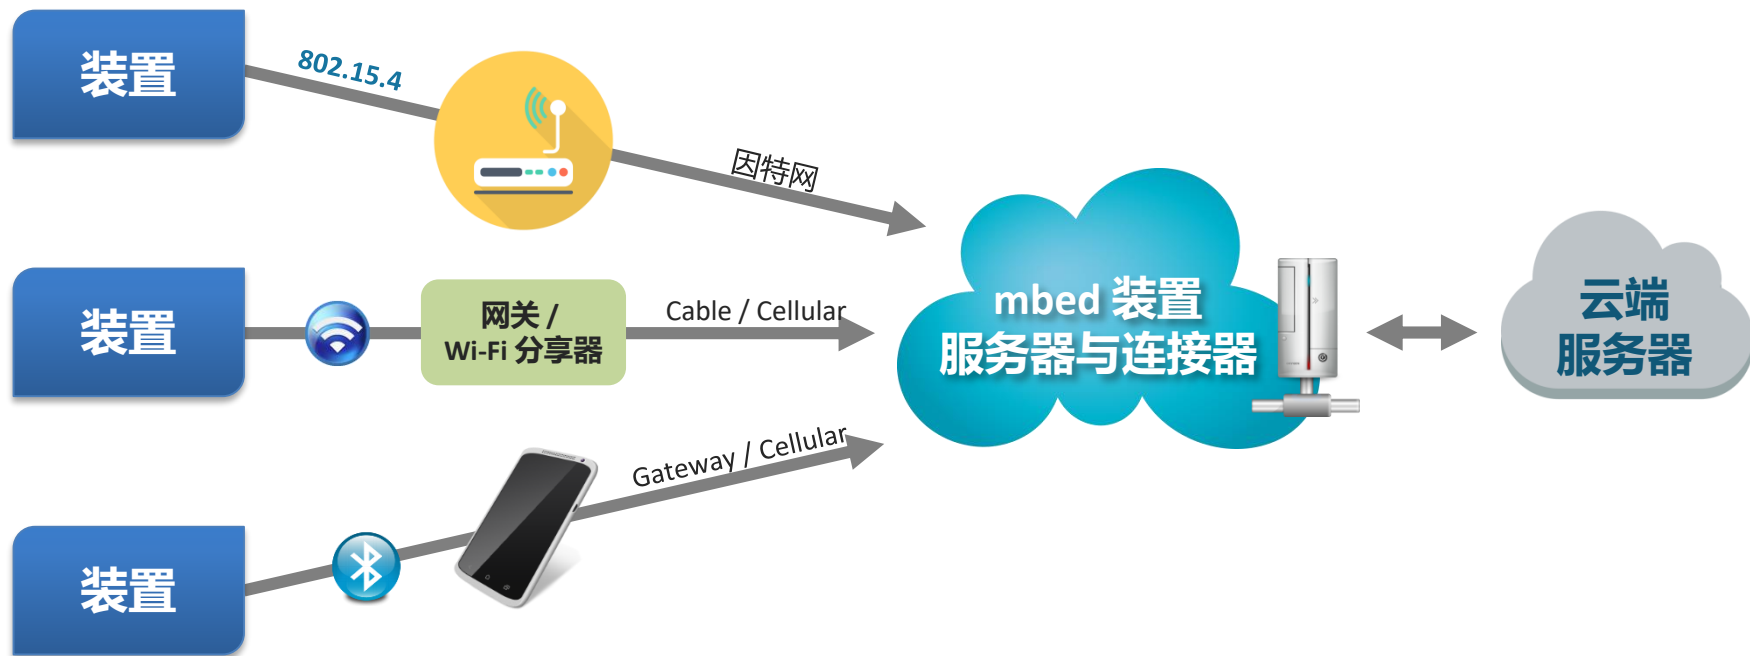 装置
802.15.4
因特网
装置
网关 /
Wi-Fi 分享器
Cable / Cellular
mbed 装置
服务器与连接器
云端
服务器
Gateway / Cellular
装置